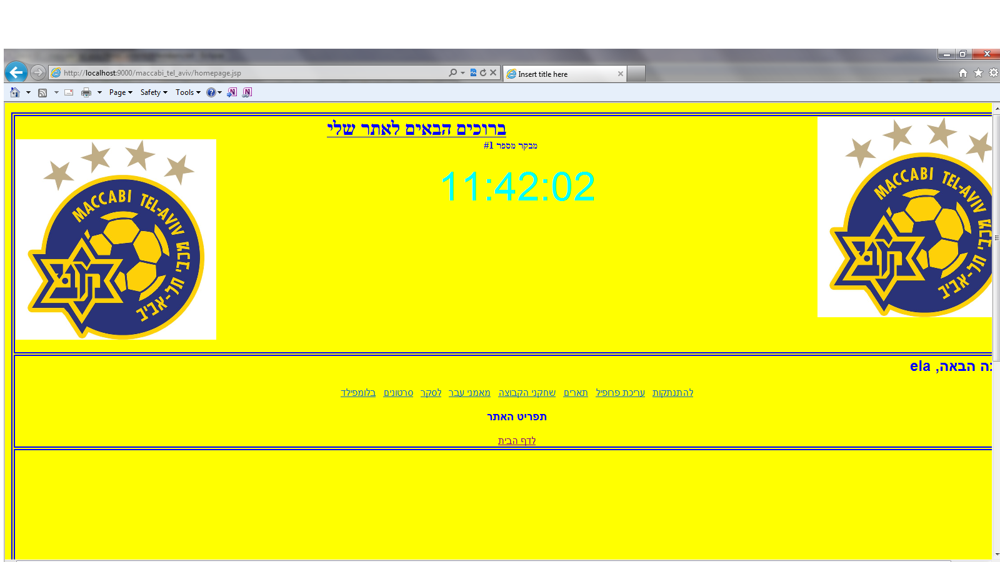 http://localhost:9000/maccabi_tel_aviv/homepage.jsp
Insert title here
Page Safety Tools
ברוכים הבאים לאתר שלי
מבקר מספר 1#
11:42:02
MACCABI TEL-AVIV
מכבי תל-אביב
MACCABI TEL-AVIV
מכבי תל-אביב
הבאה, ela
להתנתקות עריכת פרופיל תארים שחקני הקבוצה מאמני עבר לסקר סרטונים בלומפילד
תפריט האתר
לדף הבית